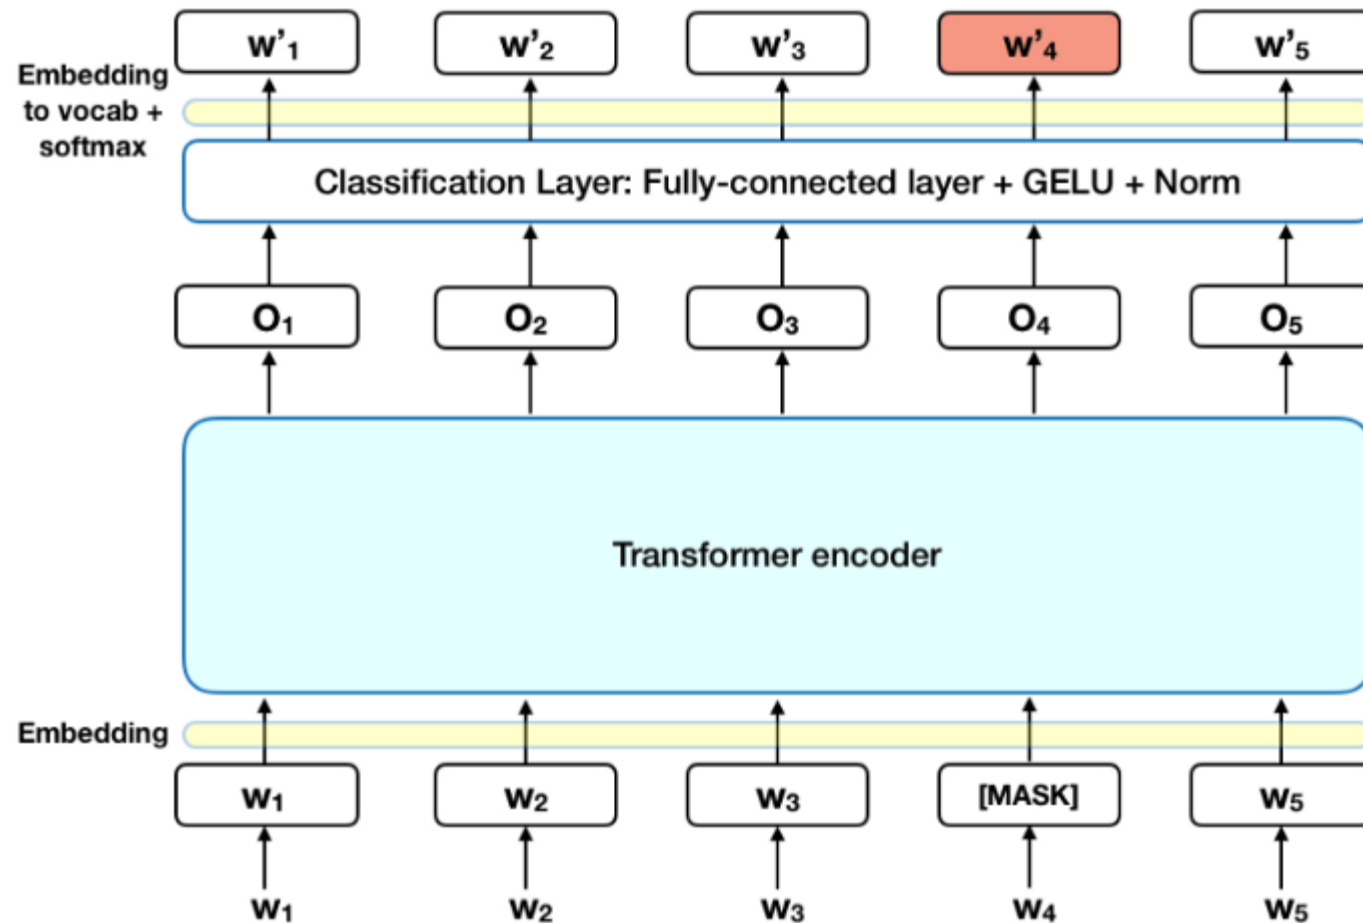 w'₁ w'₂ w'₃ w'₄ w'₅
Embedding
to vocab +
softmax
Classification Layer: Fully-connected layer + GELU + Norm
O₁ O₂ O₃ O₄ O₅
Transformer encoder
Embedding
w₁ w₂ w₃ [MASK] w₅
w₁ w₂ w₃ w₄ w₅